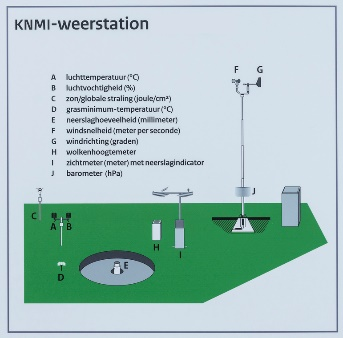 KNMI-weerstation
A luchttemperatuur (°C)
B luchtvochtigheid (%)
C zon/globale straling (joule/cm²)
D grasminimum-temperatuur (°C)
E neerslaghoeveelheid (millimeter)
F windsnelheid (meter per seconde)
G windrichting (graden)
H wolkenhoogtemeter
I zichtmeter (meter) met neerslagindicator
J barometer (hPa)
F G
J
C
A B
D
E
H
I